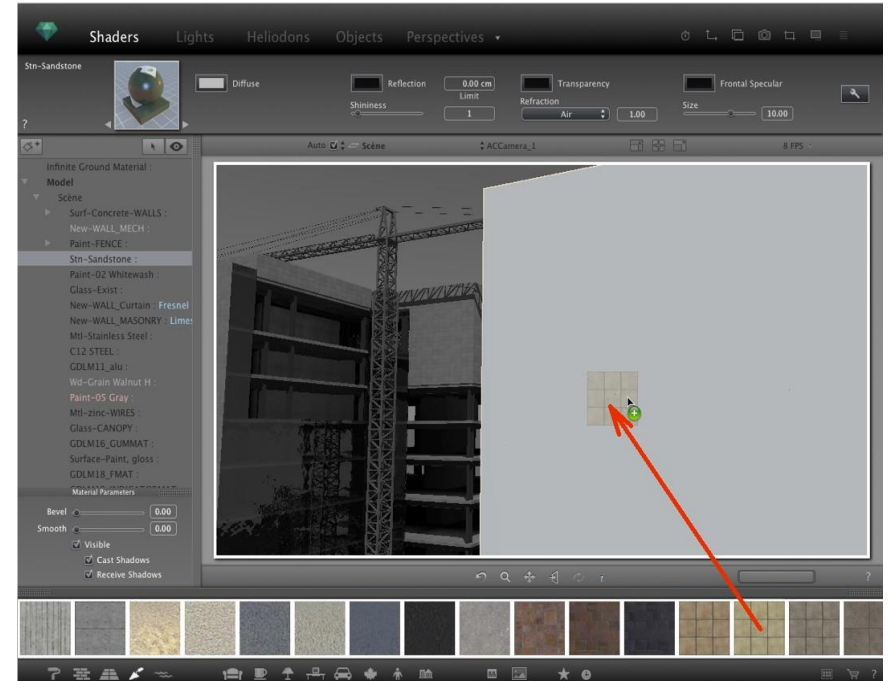 Shaders Lights Heliodons Objects Perspectives
Stn-Sandstone
Diffuse Reflection 0.00 cm Transparency Frontal Specular
Shininess Limit Refraction Size
1 Air 1.00 10.00
?
Auto Scène ACCamera_1 8 FPS
Infinite Ground Material :
Model
Scène
Surf-Concrete-WALLS :
New-WALL_MECH :
Paint-FENCE :
Stn-Sandstone :
Paint-02 Whitewash :
Glass-Exist :
New-WALL_Curtain : Fresnel
New-WALL_MASONRY : Limes
Mtl-Stainless Steel :
C12 STEEL :
GDLM11_alu :
Wd-Grain Walnut H :
Paint-05 Gray :
Mtl-zinc-WIRES :
Glass-CANOPY :
GDLM16_GUMMAT :
Surface-Paint, gloss :
GDLM18_FMAT :
Material Parameters
Bevel 0.00
Smooth 0.00
Visible
Cast Shadows
Receive Shadows
i ?
?